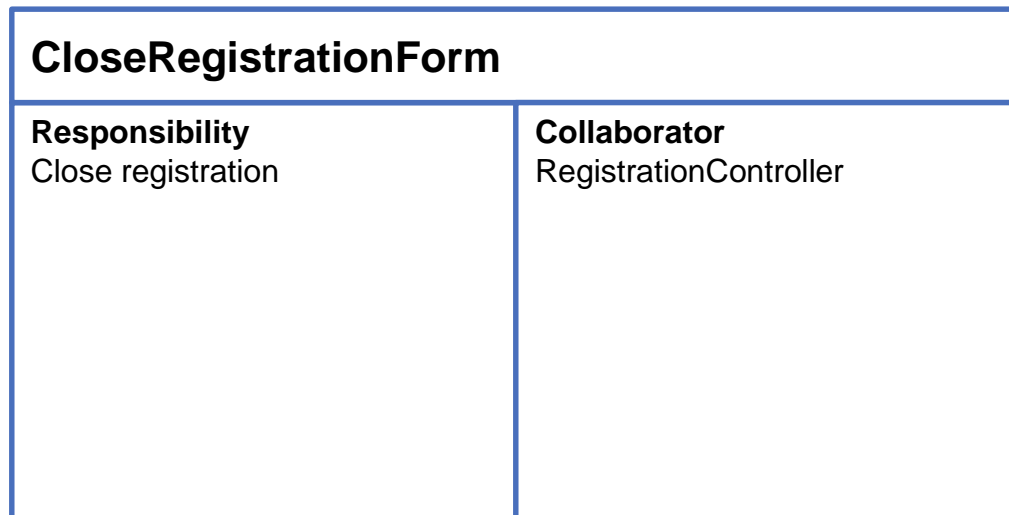 CloseRegistrationForm
Responsibility
Close registration
Collaborator
RegistrationController